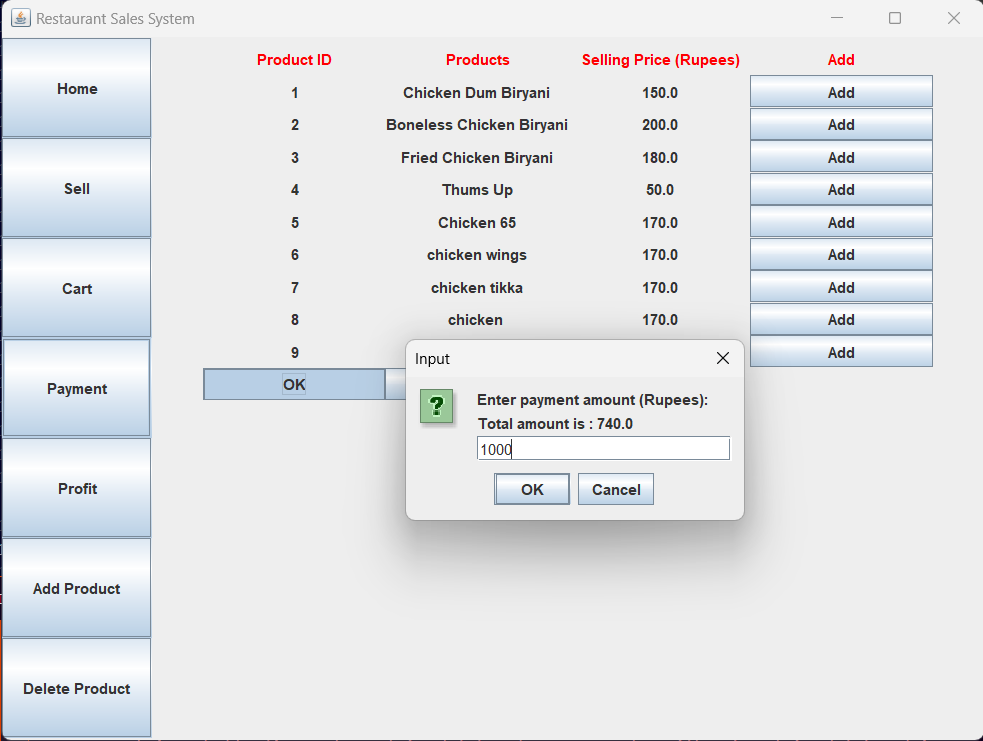 Restaurant Sales System
Home
Sell
Cart
Payment
Profit
Add Product
Delete Product
Product ID Products Selling Price (Rupees) Add
1 Chicken Dum Biryani 150.0 Add
2 Boneless Chicken Biryani 200.0 Add
3 Fried Chicken Biryani 180.0 Add
4 Thums Up 50.0 Add
5 Chicken 65 170.0 Add
6 chicken wings 170.0 Add
7 chicken tikka 170.0 Add
8 chicken 170.0 Add
9 Add
OK
Input
?
Enter payment amount (Rupees):
Total amount is : 740.0
1000
OK Cancel